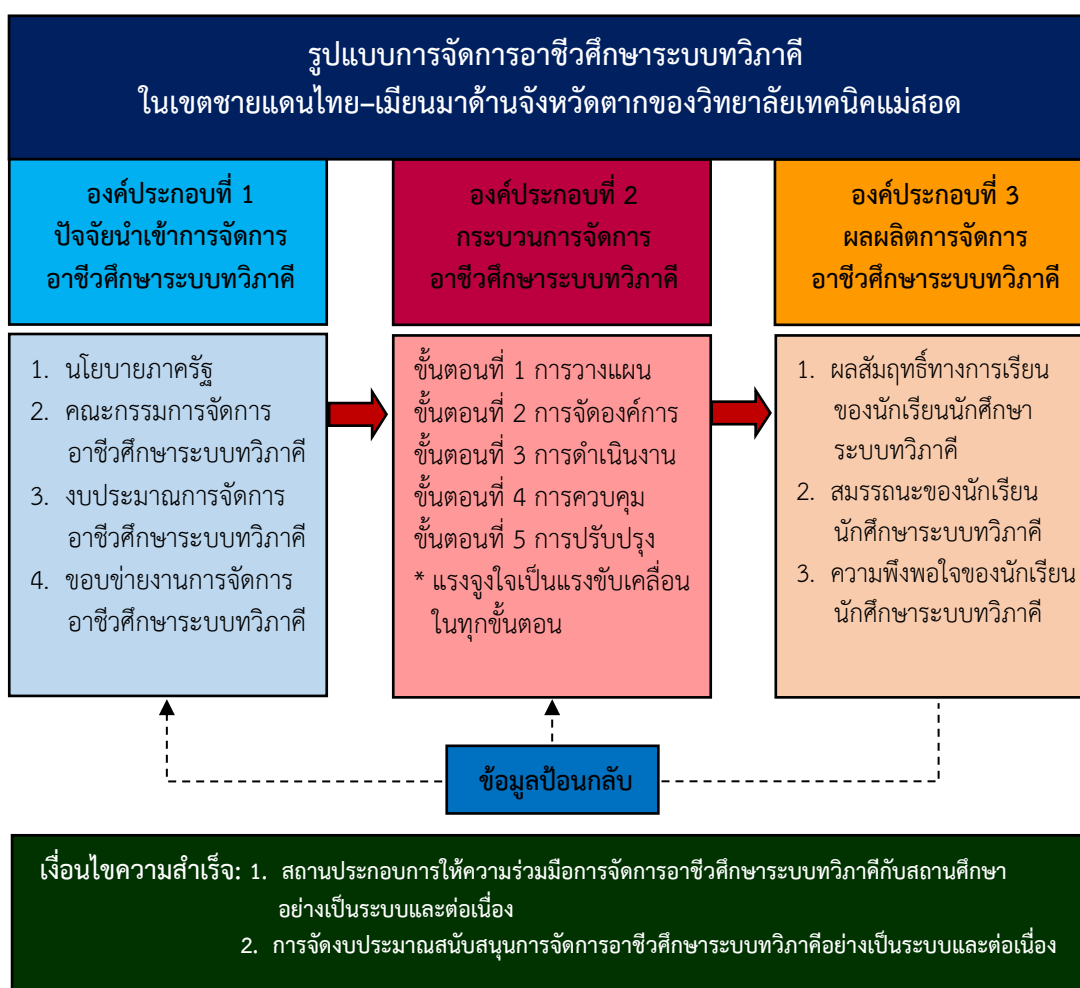 รูปแบบการจัดการอาชีวศึกษาระบบทวิภาคี
ในเขตชายแดนไทย–เมียนมาด้านจังหวัดตากของวิทยาลัยเทคนิคแม่สอด
องค์ประกอบที่ 1
ปัจจัยนำเข้าการจัดการ
อาชีวศึกษาระบบทวิภาคี
1. นโยบายภาครัฐ
2. คณะกรรมการจัดการ
อาชีวศึกษาระบบทวิภาคี
3. งบประมาณการจัดการ
อาชีวศึกษาระบบทวิภาคี
4. ขอบข่ายงานการจัดการ
อาชีวศึกษาระบบทวิภาคี
องค์ประกอบที่ 2
กระบวนการจัดการ
อาชีวศึกษาระบบทวิภาคี
ขั้นตอนที่ 1 การวางแผน
ขั้นตอนที่ 2 การจัดองค์การ
ขั้นตอนที่ 3 การดำเนินงาน
ขั้นตอนที่ 4 การควบคุม
ขั้นตอนที่ 5 การปรับปรุง
* แรงจูงใจเป็นแรงขับเคลื่อน
ในทุกขั้นตอน
องค์ประกอบที่ 3
ผลผลิตการจัดการ
อาชีวศึกษาระบบทวิภาคี
1. ผลสัมฤทธิ์ทางการเรียน
ของนักเรียนนักศึกษา
ระบบทวิภาคี
2. สมรรถนะของนักเรียน
นักศึกษาระบบทวิภาคี
3. ความพึงพอใจของนักเรียน
นักศึกษาระบบทวิภาคี
ข้อมูลป้อนกลับ
เงื่อนไขความสำเร็จ: 1. สถานประกอบการให้ความร่วมมือการจัดการอาชีวศึกษาระบบทวิภาคีกับสถานศึกษา
อย่างเป็นระบบและต่อเนื่อง
2. การจัดงบประมาณสนับสนุนการจัดการอาชีวศึกษาระบบทวิภาคีอย่างเป็นระบบและต่อเนื่อง